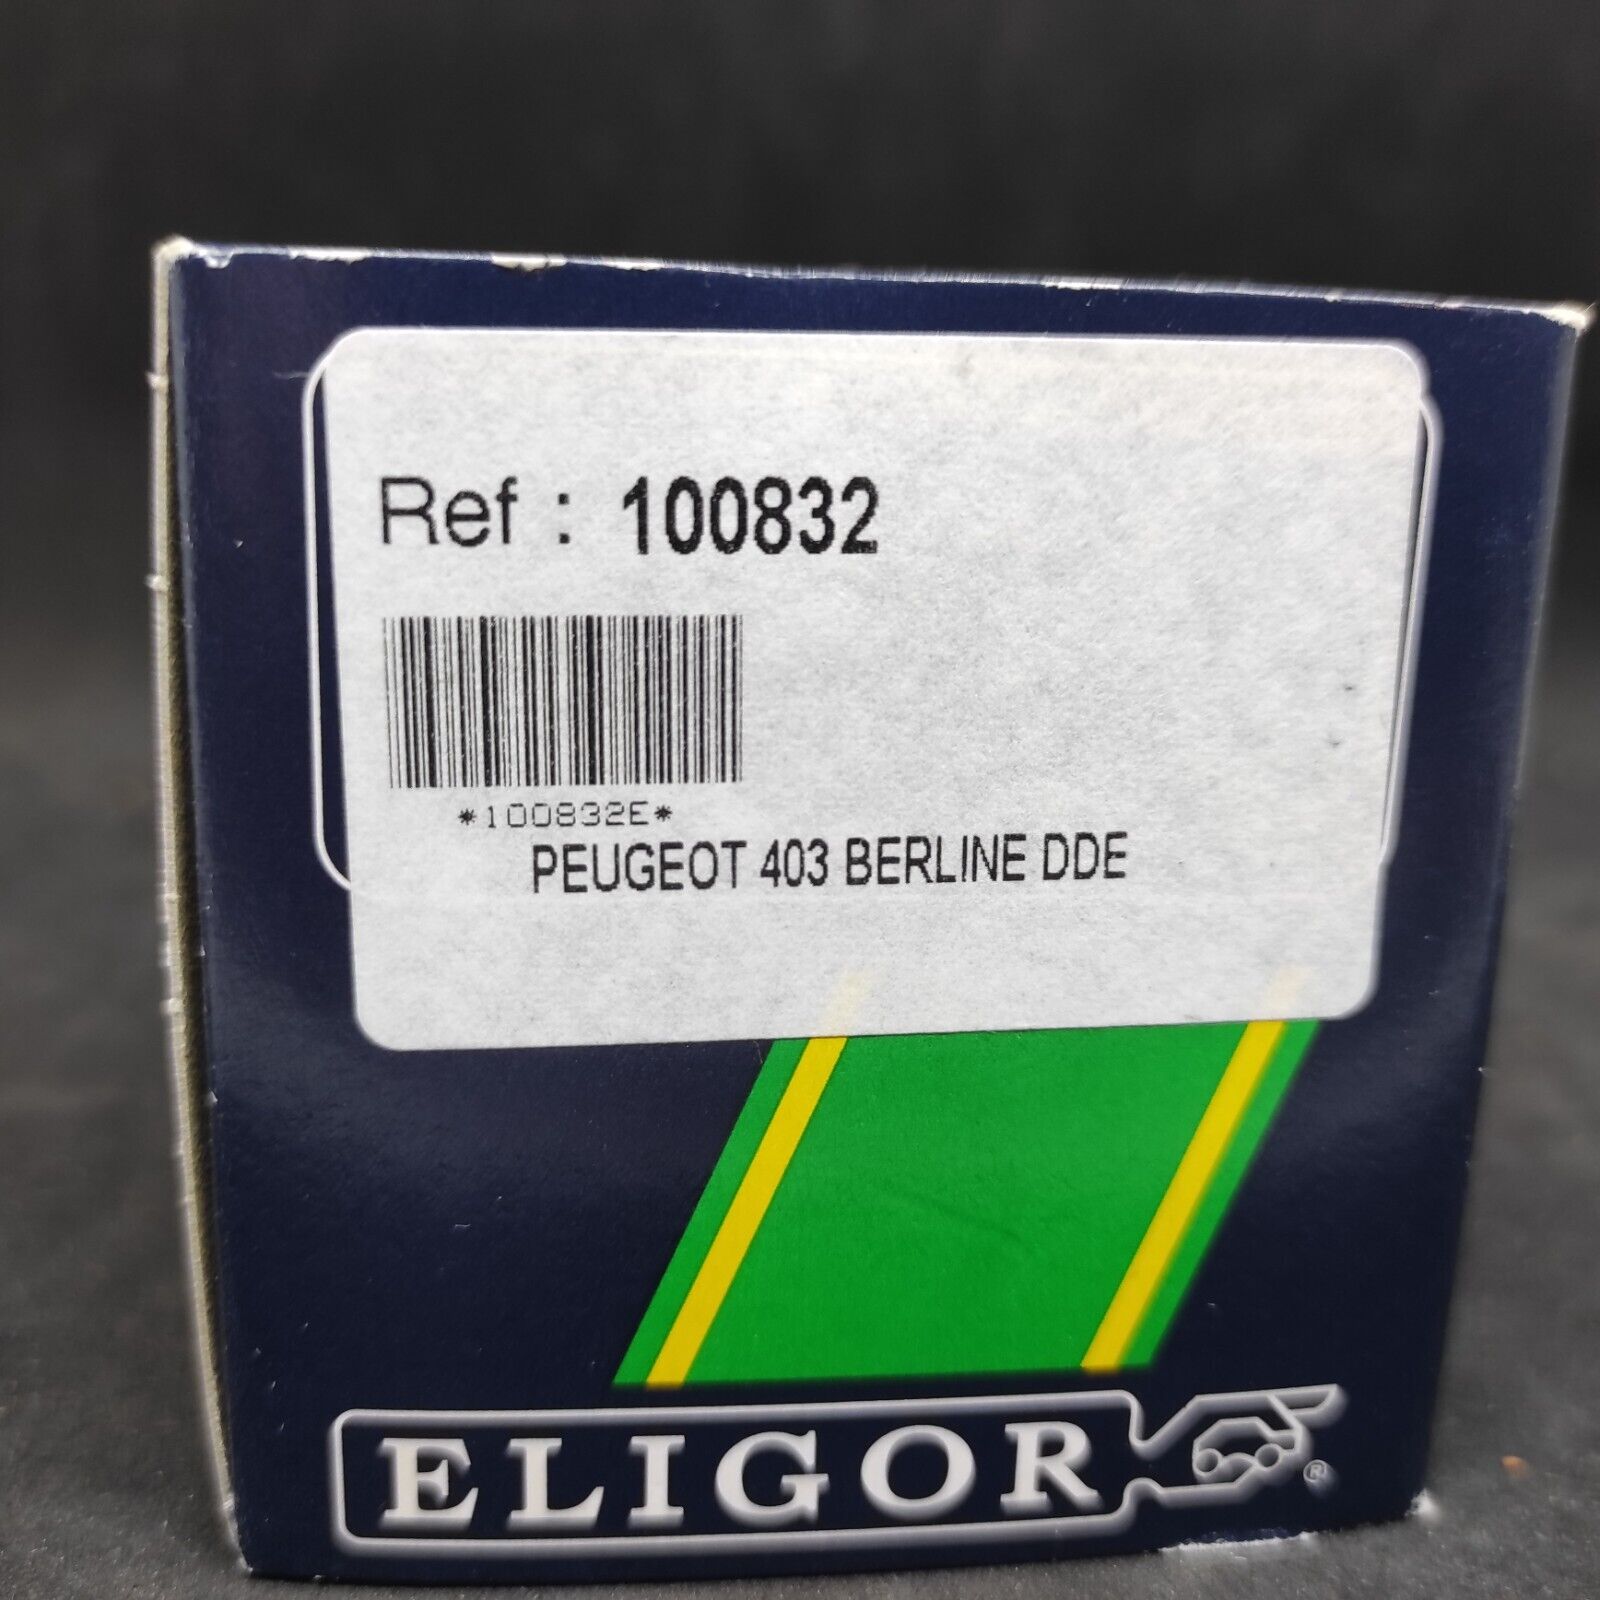 Ref : 100832
*100832E*
PEUGEOT 403 BERLINE DDE
ELIGOR®